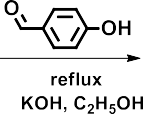 O
OH
reflux
KOH, C₂H₅OH